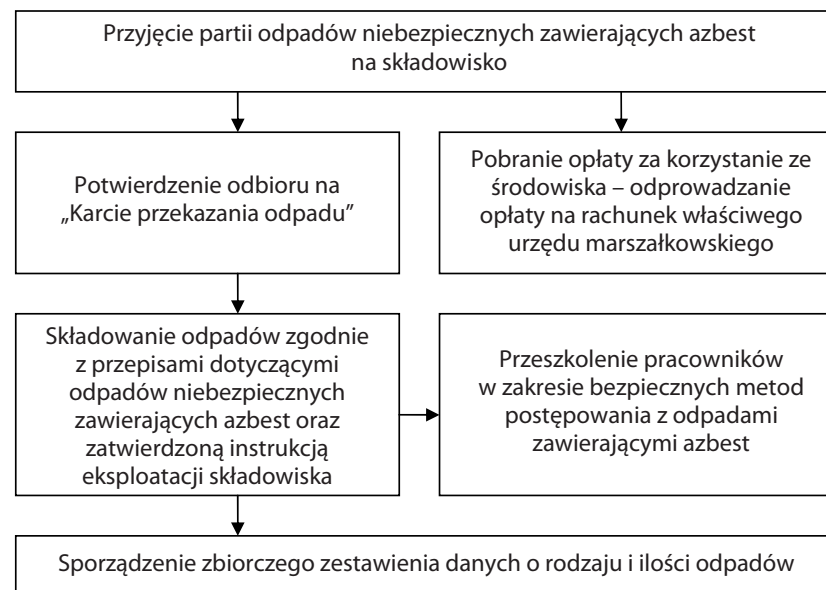 Przyjęcie partii odpadów niebezpiecznych zawierających azbest
na składowisko
Potwierdzenie odbioru na
„Karcie przekazania odpadu”
Pobranie opłaty za korzystanie ze
środowiska – odprowadzanie
opłaty na rachunek właściwego
urzędu marszałkowskiego
Składowanie odpadów zgodnie
z przepisami dotyczącymi
odpadów niebezpiecznych
zawierających azbest oraz
zatwierdzoną instrukcją
eksploatacji składowiska
Przeszkolenie pracowników
w zakresie bezpiecznych metod
postępowania z odpadami
zawierającymi azbest
Sporządzenie zbiorczego zestawienia danych o rodzaju i ilości odpadów